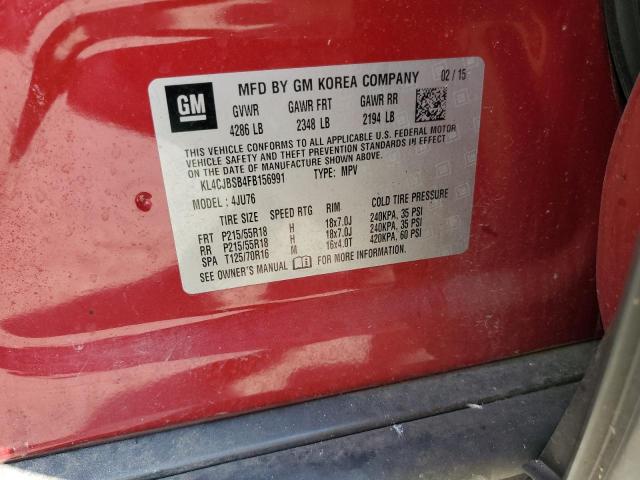 GM
MFD BY GM KOREA COMPANY 02 / 15
GVWR GAWR FRT GAWR RR
4286 LB 2348 LB 2194 LB
THIS VEHICLE CONFORMS TO ALL APPLICABLE U.S. FEDERAL MOTOR
VEHICLE SAFETY AND THEFT PREVENTION STANDARDS IN EFFECT
ON THE DATE OF MANUFACTURE SHOWN ABOVE.
KL4CJBSB4FB156991 TYPE: MPV
MODEL: 4JU76
TIRE SIZE SPEED RTG RIM COLD TIRE PRESSURE
FRT P215/55R18 H 18x7.0J 240KPA, 35 PSI
RR P215/55R18 H 18x7.0J 240KPA, 35 PSI
SPA T125/70R16 M 16x4.0T 420KPA, 60 PSI
SEE OWNER'S MANUAL FOR MORE INFORMATION.